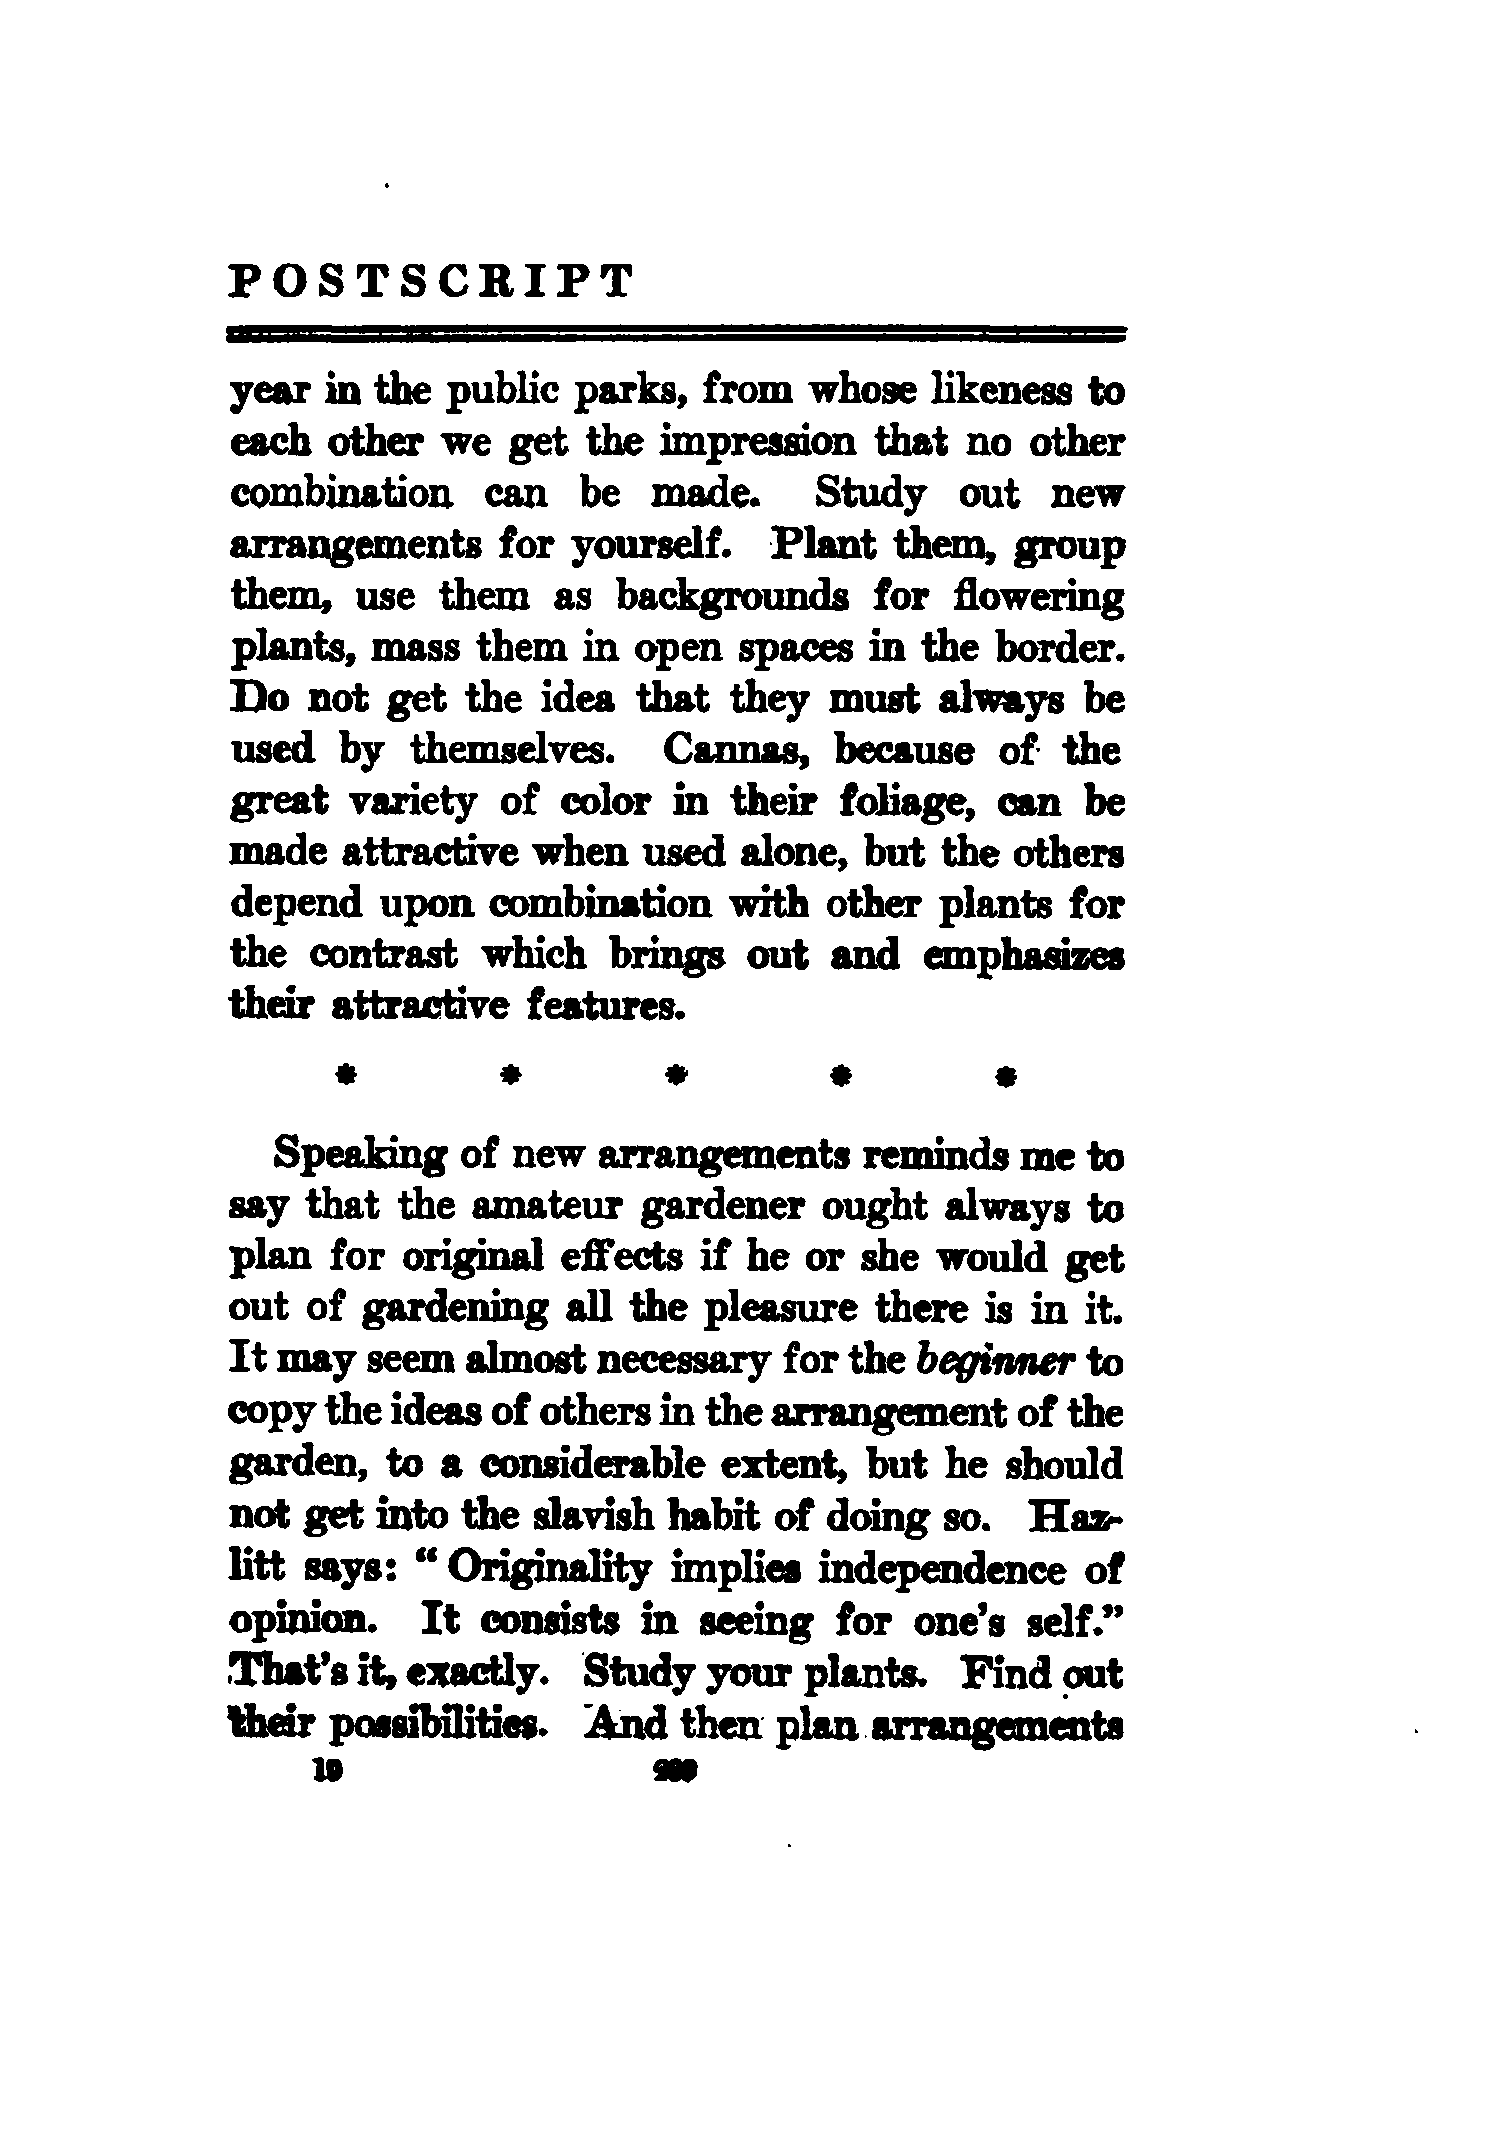 POSTSCRIPT
year in the public parks, from whose likeness to
each other we get the impression that no other
combination can be made. Study out new
arrangements for yourself. Plant them, group
them, use them as backgrounds for flowering
plants, mass them in open spaces in the border.
Do not get the idea that they must always be
used by themselves. Cannas, because of the
great variety of color in their foliage, can be
made attractive when used alone, but the others
depend upon combination with other plants for
the contrast which brings out and emphasizes
their attractive features.
* * * * *
Speaking of new arrangements reminds me to
say that the amateur gardener ought always to
plan for original effects if he or she would get
out of gardening all the pleasure there is in it.
It may seem almost necessary for the beginner to
copy the ideas of others in the arrangement of the
garden, to a considerable extent, but he should
not get into the slavish habit of doing so. Haz-
litt says: “Originality implies independence of
opinion. It consists in seeing for one's self.”
That's it, exactly. Study your plants. Find out
their possibilities. And then plan arrangements
19